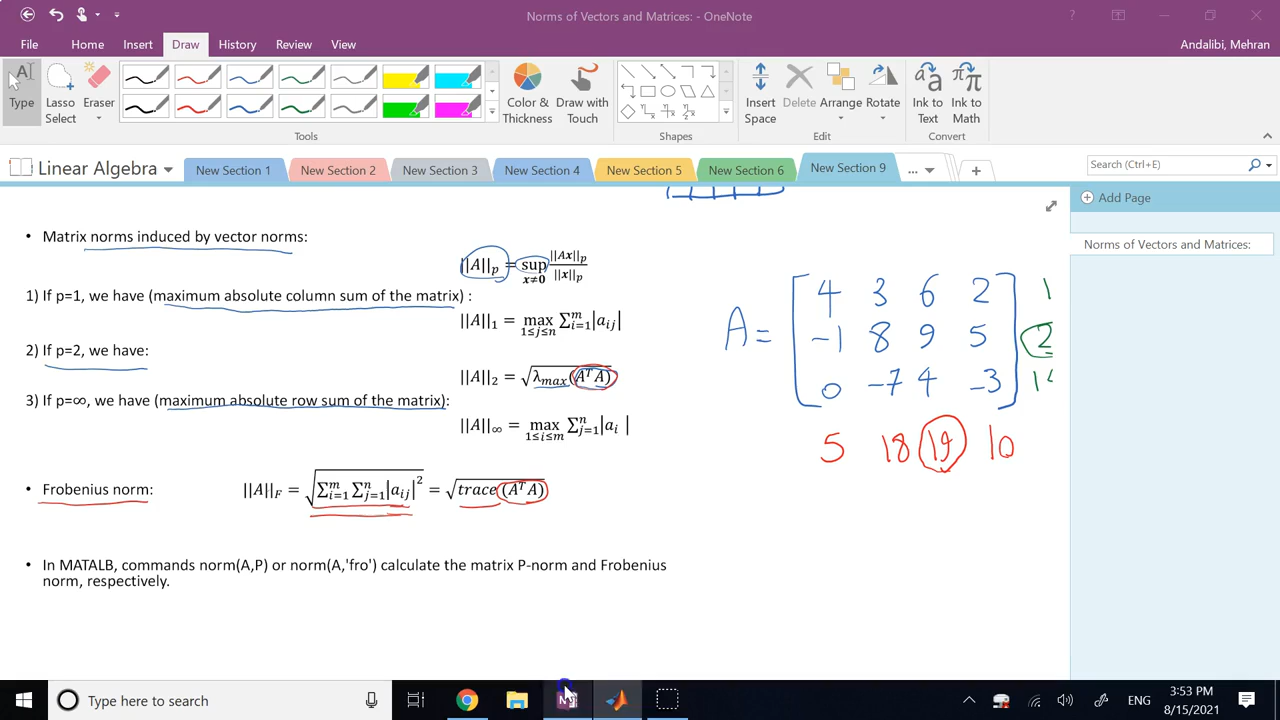 Norms of Vectors and Matrices: - OneNote
File Home Insert Draw History Review View
Andalibi, Mehran
Type Lasso Select Eraser Color & Thickness Draw with Touch Insert Space Delete Arrange Rotate Ink to Text Ink to Math
Tools Shapes Edit Convert
Linear Algebra New Section 1 New Section 2 New Section 3 New Section 4 New Section 5 New Section 6 New Section 9 ... + Search (Ctrl+E)
Add Page
Norms of Vectors and Matrices:
• Matrix norms induced by vector norms:
||A||p = sup x≠0 ||Ax||p / ||x||p
1) If p=1, we have (maximum absolute column sum of the matrix) :
||A||1 = max 1≤j≤n ∑ᵢ₌₁ᵐ |aij|
2) If p=2, we have:
||A||2 = √λmax(AᵀA)
3) If p=∞, we have (maximum absolute row sum of the matrix):
||A||∞ = max 1≤i≤m ∑ⱼ₌₁ⁿ |ai |
A = [ 4 3 6 2 ] 1
-1 8 9 5 2
0 -7 4 -3 14
5 18 19 10
• Frobenius norm: ||A||F = √∑ᵢ₌₁ᵐ ∑ⱼ₌₁ⁿ |aij|² = √trace (AᵀA)
• In MATALB, commands norm(A,P) or norm(A,'fro') calculate the matrix P-norm and Frobenius
norm, respectively.
Type here to search
ENG
3:53 PM
8/15/2021